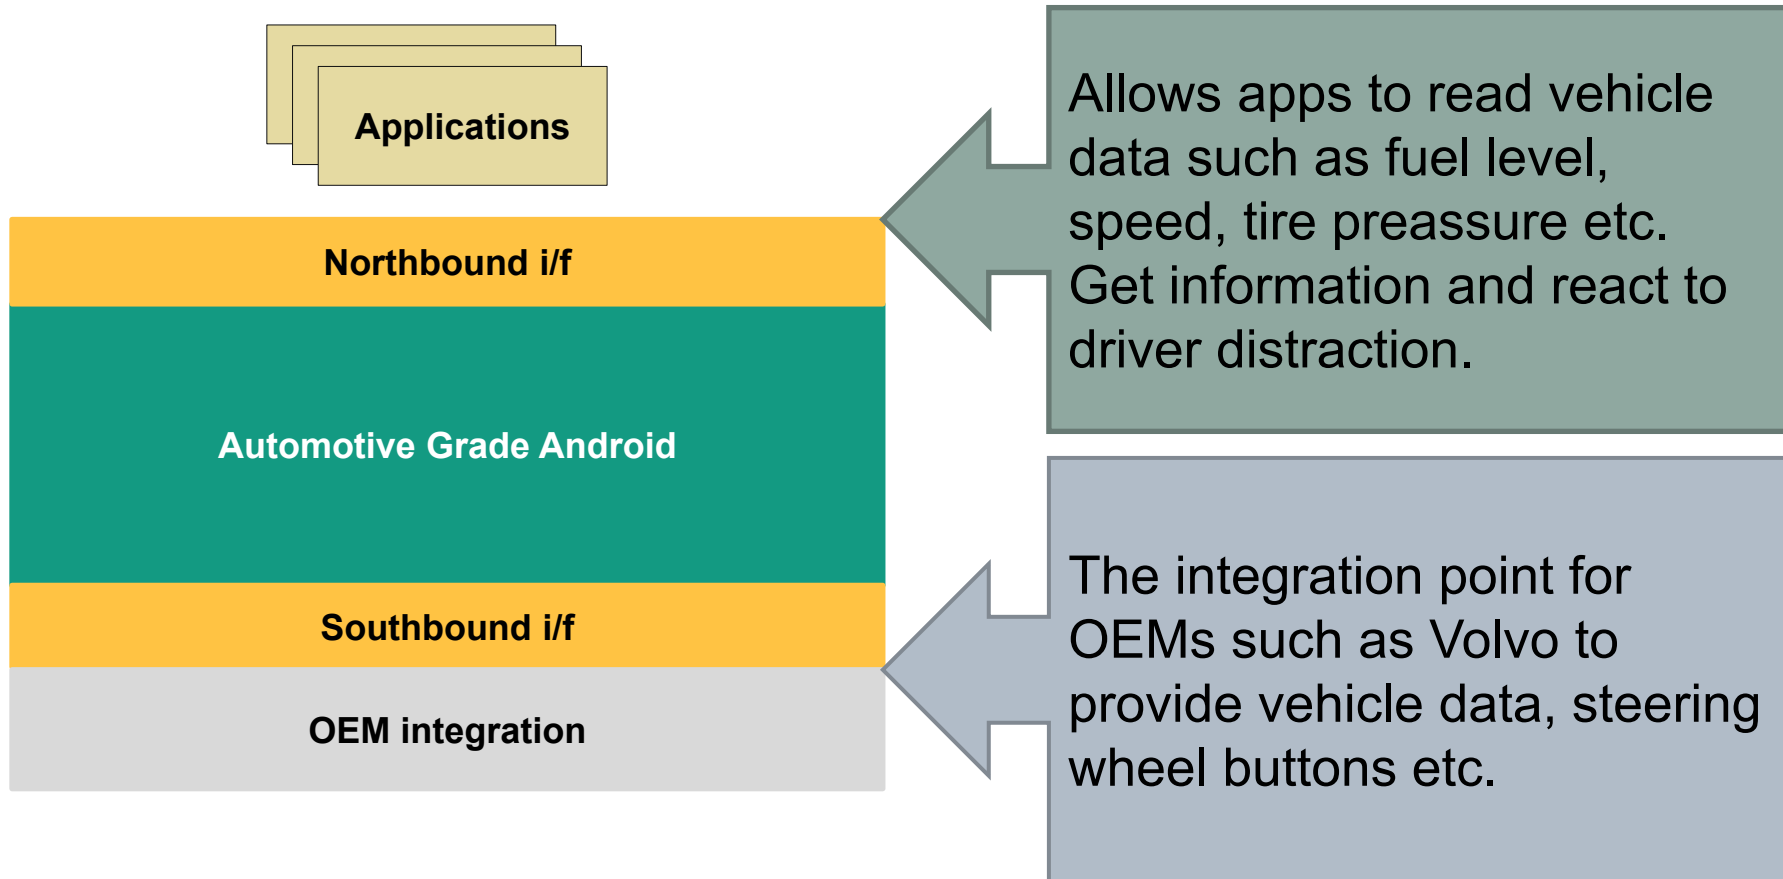 Applications
Northbound i/f
Automotive Grade Android
Southbound i/f
OEM integration
Allows apps to read vehicle
data such as fuel level,
speed, tire preassure etc.
Get information and react to
driver distraction.
The integration point for
OEMs such as Volvo to
provide vehicle data, steering
wheel buttons etc.